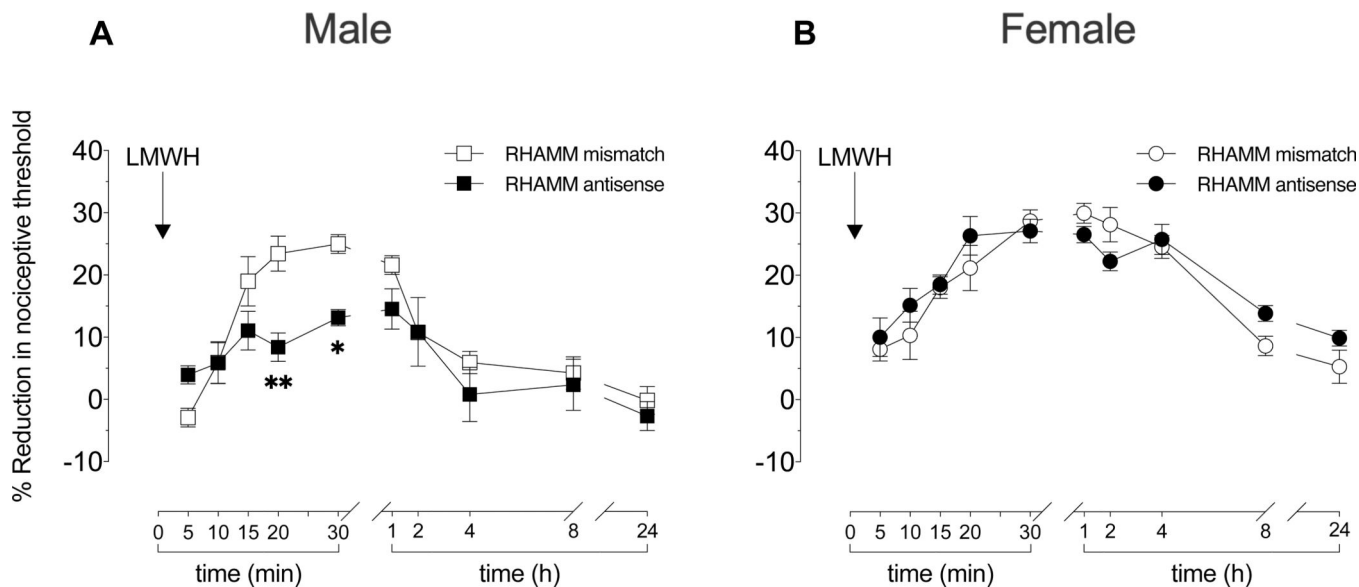 A Male
B Female
% Reduction in nociceptive threshold
LMWH
RHAMM mismatch
RHAMM antisense
40
30
20
10
0
-10
**
*
0 5 10 15 20 30 1 2 4 8 24
time (min) time (h)
LMWH
RHAMM mismatch
RHAMM antisense
40
30
20
10
0
-10
0 5 10 15 20 30 1 2 4 8 24
time (min) time (h)